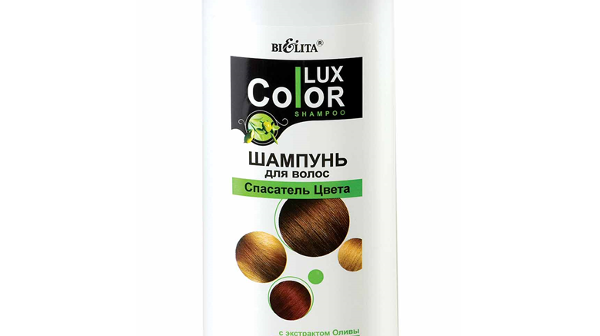 BIELITA®
LUX
COLOR
SHAMPOO
ШАМПУНЬ
для волос
Спасатель Цвета
с экстрактом Оливы